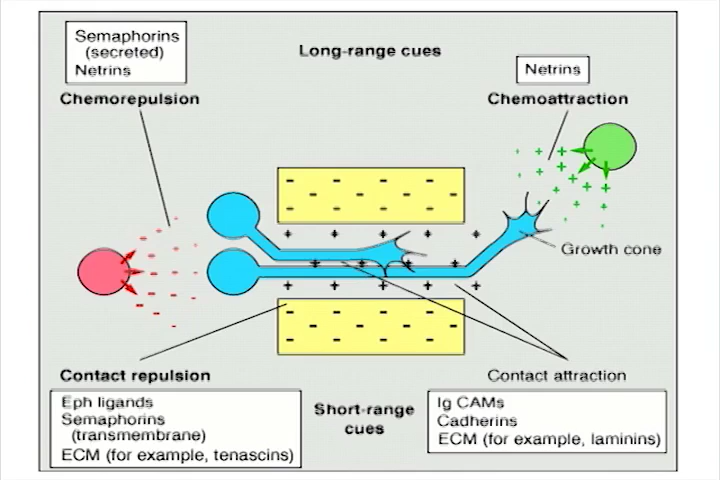 Semaphorins
(secreted)
Netrins
Chemorepulsion
Long-range cues
Netrins
Chemoattraction
Growth cone
Contact repulsion
Eph ligands
Semaphorins
(transmembrane)
ECM (for example, tenascins)
Short-range
cues
Contact attraction
Ig CAMs
Cadherins
ECM (for example, laminins)